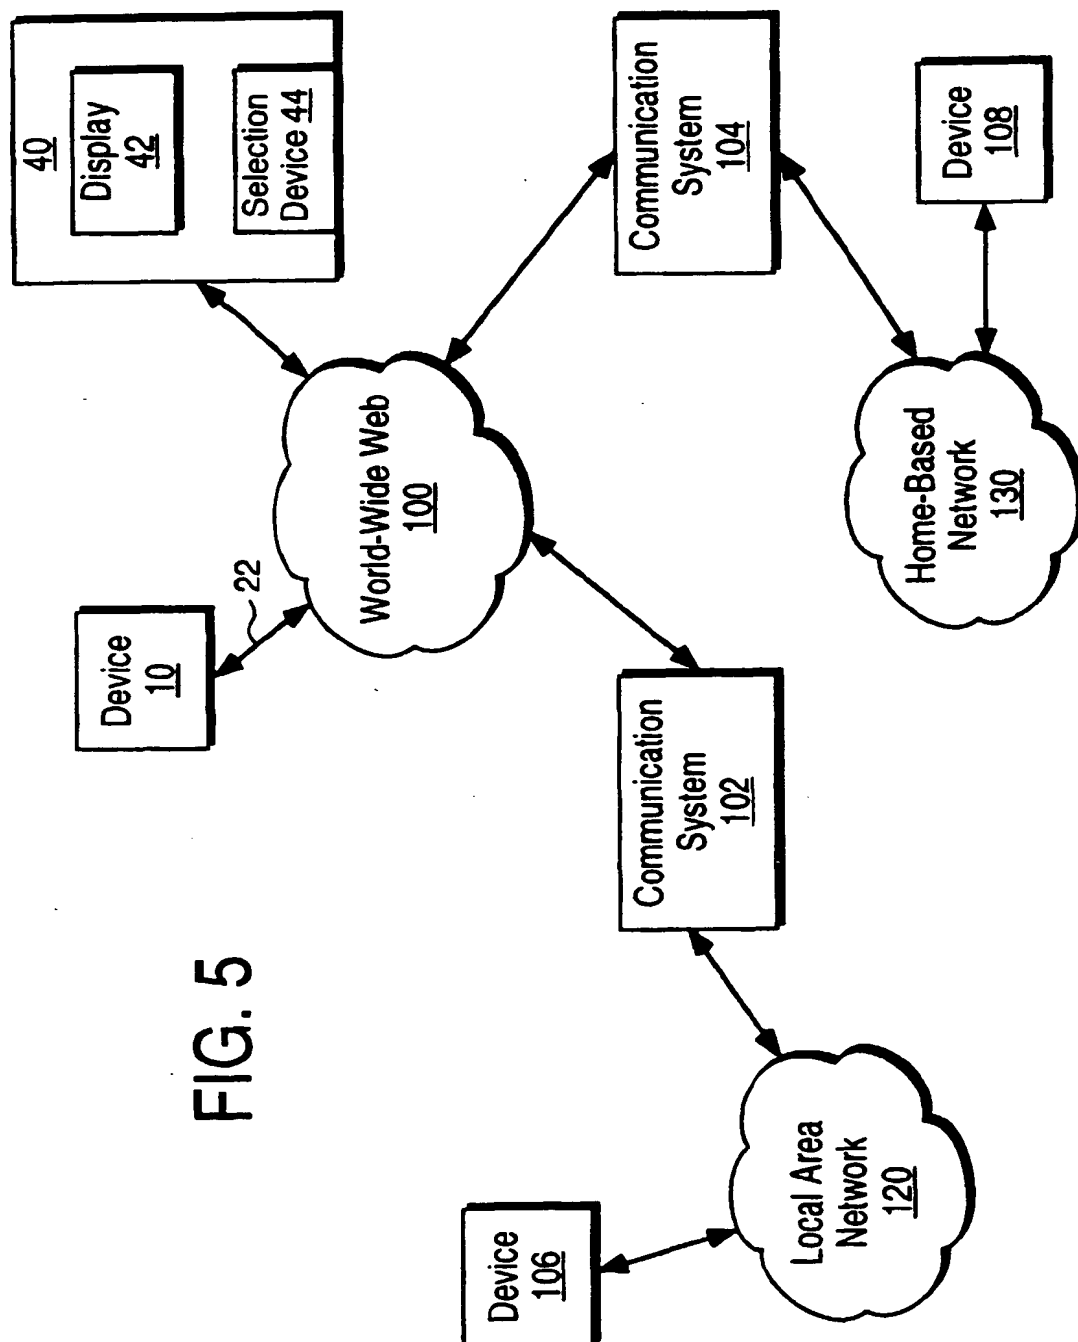 Device
10
22
40
Display
42
Selection
Device 44
World-Wide Web
100
Device
106
Communication
System
102
Communication
System
104
Local Area
Network
120
Home-Based
Network
130
Device
108
FIG. 5